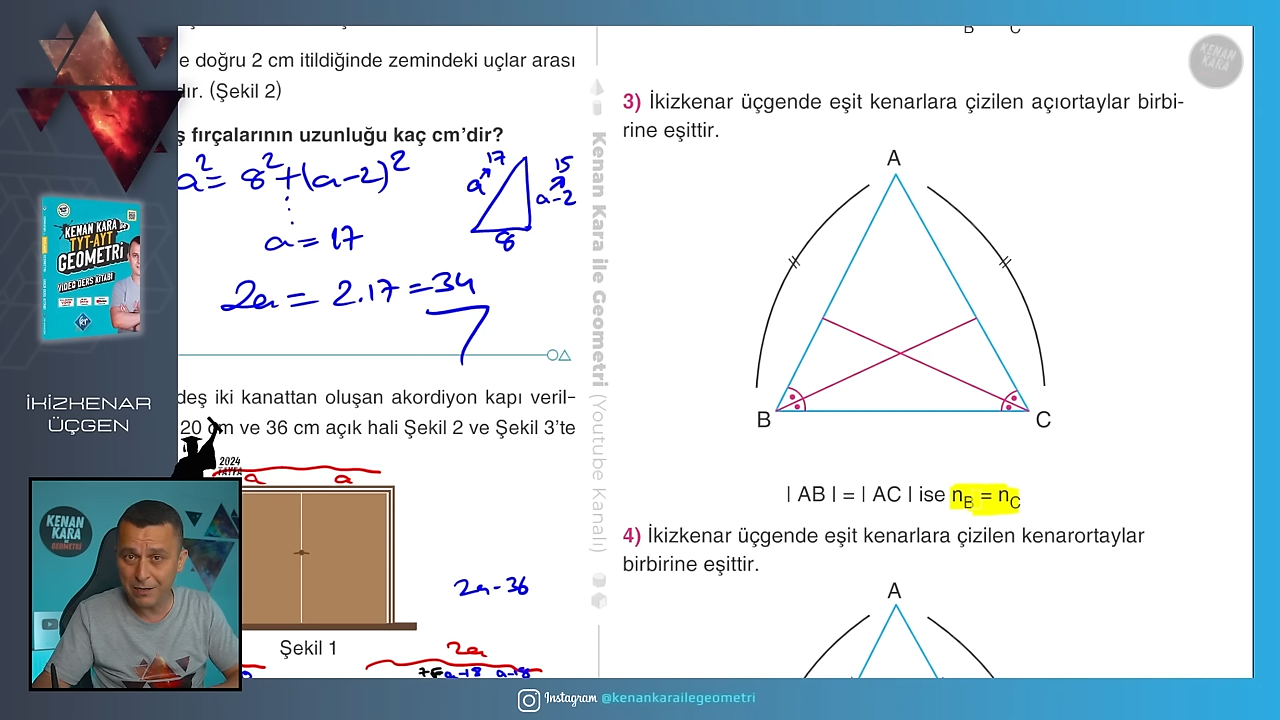 e doğru 2 cm itildiğinde zemindeki uçlar arası
dır. (Şekil 2)
ş fırçalarının uzunluğu kaç cm'dir?
a² = 8² + (a-2)²
a = 17
2a = 2.17 = 34
17
a
15
a-2
8
deş iki kanattan oluşan akordiyon kapı veril-
20 cm ve 36 cm açık hali Şekil 2 ve Şekil 3'te
a a
2a-36
Şekil 1
2a
a-18 a-18
Kenan Kara ile Geometri (Youtube Kanalı)
B C
3) İkizkenar üçgende eşit kenarlara çizilen açıortaylar birbi-
rine eşittir.
A
B
C
| AB | = | AC | ise n_B = n_C
4) İkizkenar üçgende eşit kenarlara çizilen kenarortaylar
birbirine eşittir.
A
KENAN
KARA
KENAN KARA ile
TYT-AYT
GEOMETRİ
VİDEO DERS KİTABI
İKİZKENAR
ÜÇGEN
2024
TAYFA
KENAN
KARA
ile GEOMETRİ
Instagram @kenankarailegeometri